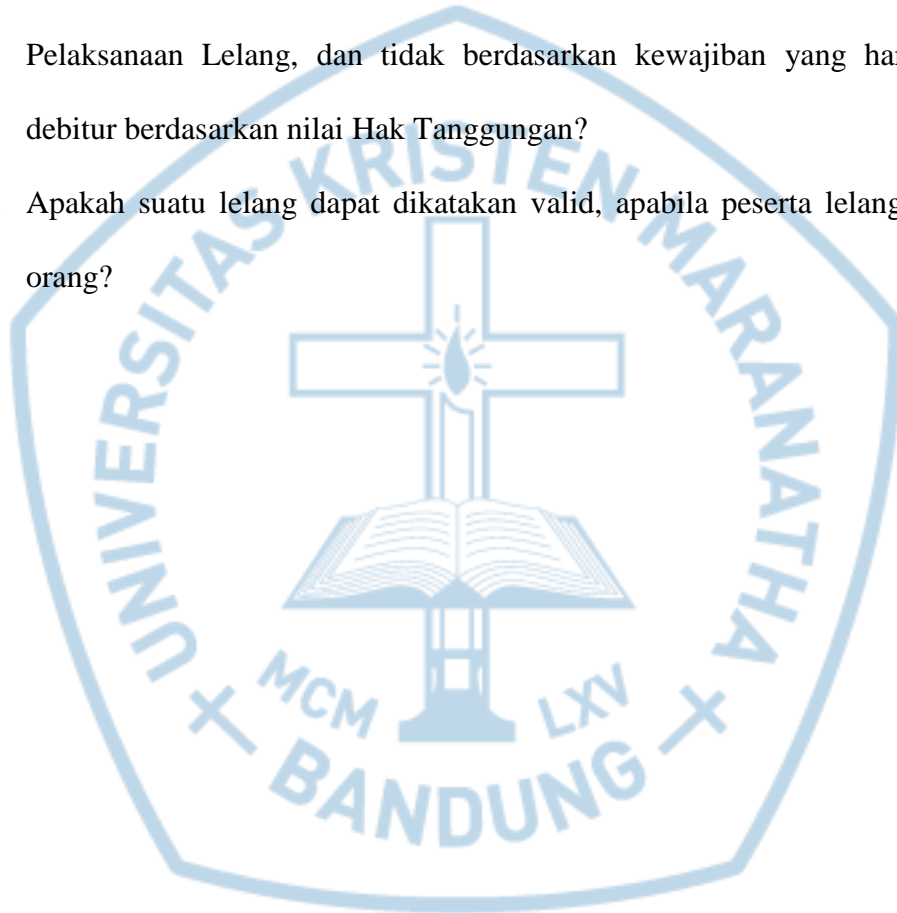 Pelaksanaan Lelang, dan tidak berdasarkan kewajiban yang
debitur berdasarkan nilai Hak Tanggungan?
Apakah suatu lelang dapat dikatakan valid, apabila peserta lelang
orang?
UNIVERSITAS KRISTEN MARANATHA
MCM LXV
BANDUNG